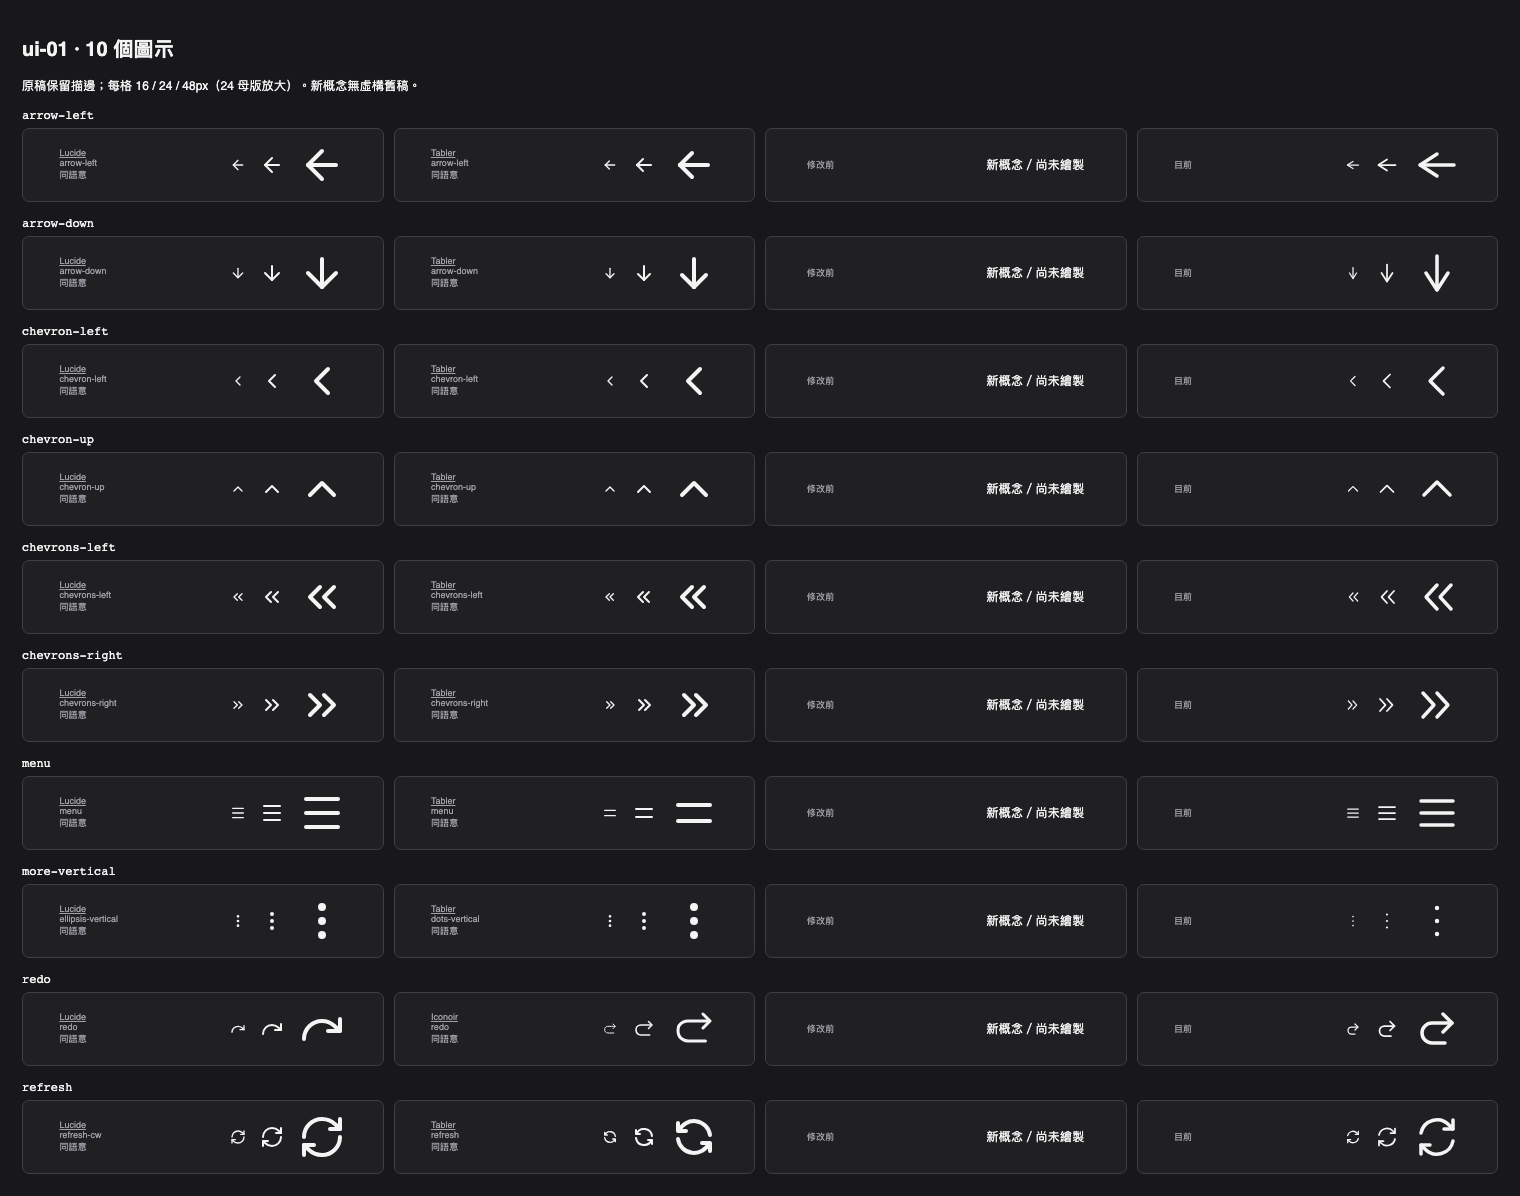 ui-01 · 10 個圖示
原稿保留描邊；每格 16 / 24 / 48px（24 母版放大）。新概念無虛構舊稿。
arrow-left
Lucide
arrow-left
同語意
Tabler
arrow-left
同語意
修改前
新概念 / 尚未繪製
目前
arrow-down
Lucide
arrow-down
同語意
Tabler
arrow-down
同語意
修改前
新概念 / 尚未繪製
目前
chevron-left
Lucide
chevron-left
同語意
Tabler
chevron-left
同語意
修改前
新概念 / 尚未繪製
目前
chevron-up
Lucide
chevron-up
同語意
Tabler
chevron-up
同語意
修改前
新概念 / 尚未繪製
目前
chevrons-left
Lucide
chevrons-left
同語意
Tabler
chevrons-left
同語意
修改前
新概念 / 尚未繪製
目前
chevrons-right
Lucide
chevrons-right
同語意
Tabler
chevrons-right
同語意
修改前
新概念 / 尚未繪製
目前
menu
Lucide
menu
同語意
Tabler
menu
同語意
修改前
新概念 / 尚未繪製
目前
more-vertical
Lucide
ellipsis-vertical
同語意
Tabler
dots-vertical
同語意
修改前
新概念 / 尚未繪製
目前
redo
Lucide
redo
同語意
Iconoir
redo
同語意
修改前
新概念 / 尚未繪製
目前
refresh
Lucide
refresh-cw
同語意
Tabler
refresh
同語意
修改前
新概念 / 尚未繪製
目前